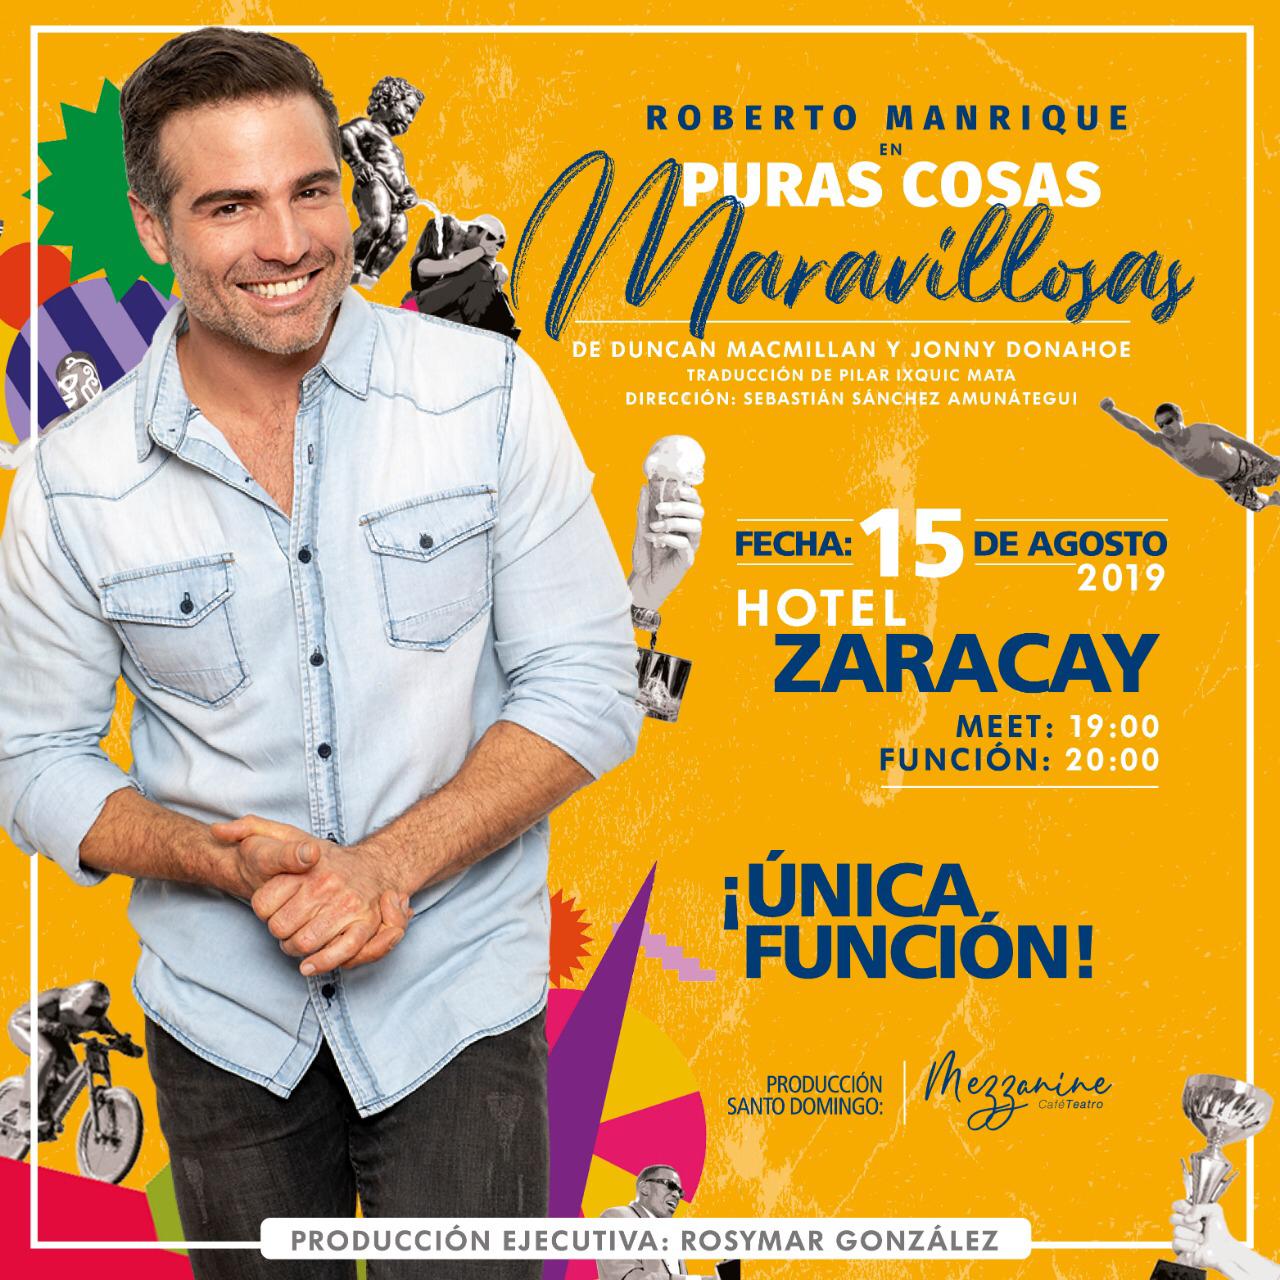 ROBERTO MANRIQUE
EN
PURAS COSAS
Maravillosas
DE DUNCAN MACMILLAN Y JONNY DONAHOE
TRADUCCIÓN DE PILAR IXQUIC MATA
DIRECCIÓN: SEBASTIÁN SÁNCHEZ AMUNÁTEGUI
FECHA: 15 DE AGOSTO
2019
HOTEL
ZARACAY
MEET: 19:00
FUNCIÓN: 20:00
¡ÚNICA
FUNCIÓN!
PRODUCCIÓN
SANTO DOMINGO:
Mezzanine
CaféTeatro
PRODUCCIÓN EJECUTIVA: ROSYMAR GONZÁLEZ